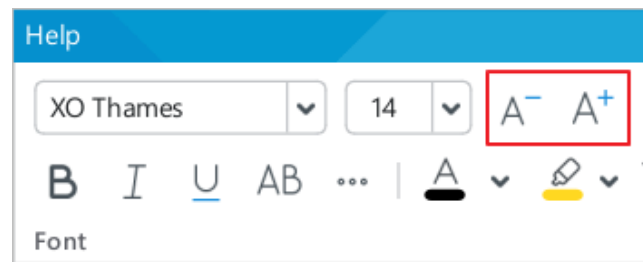 Help
XO Thames 14 A− A+
B I U AB ... A
Font